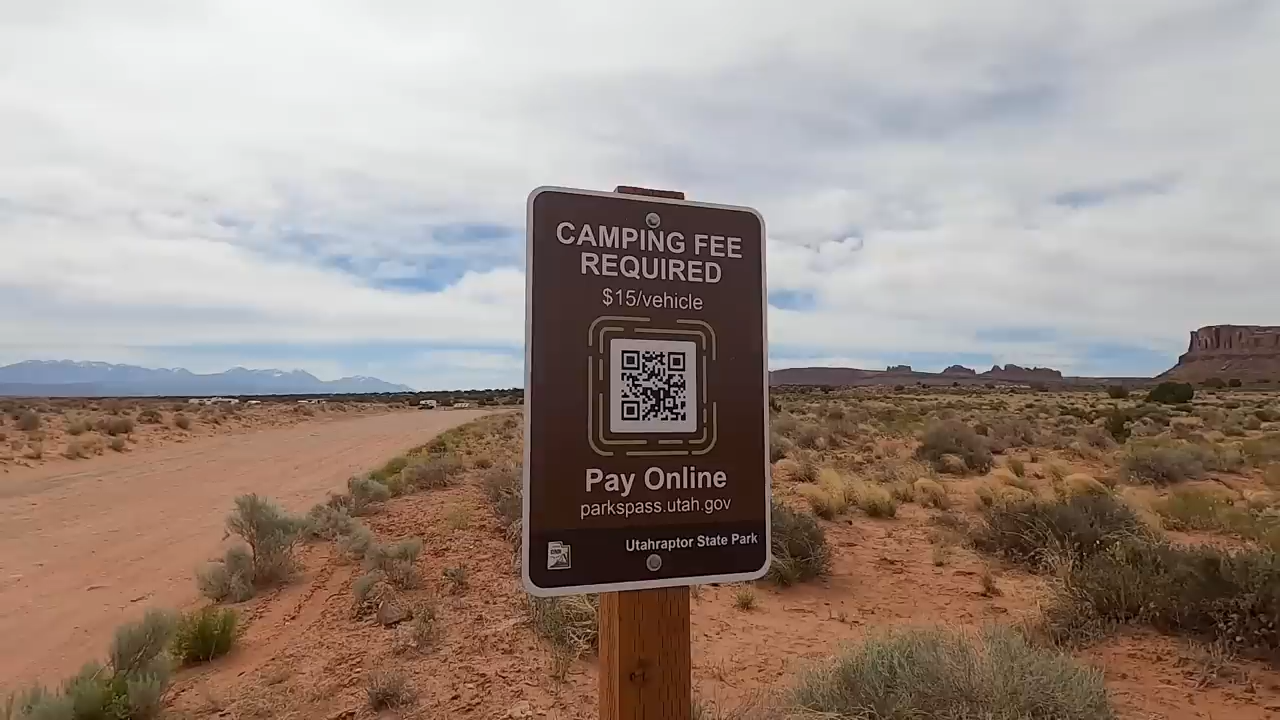 CAMPING FEE
REQUIRED
$15/vehicle
Pay Online
parkspass.utah.gov
Utahraptor State Park